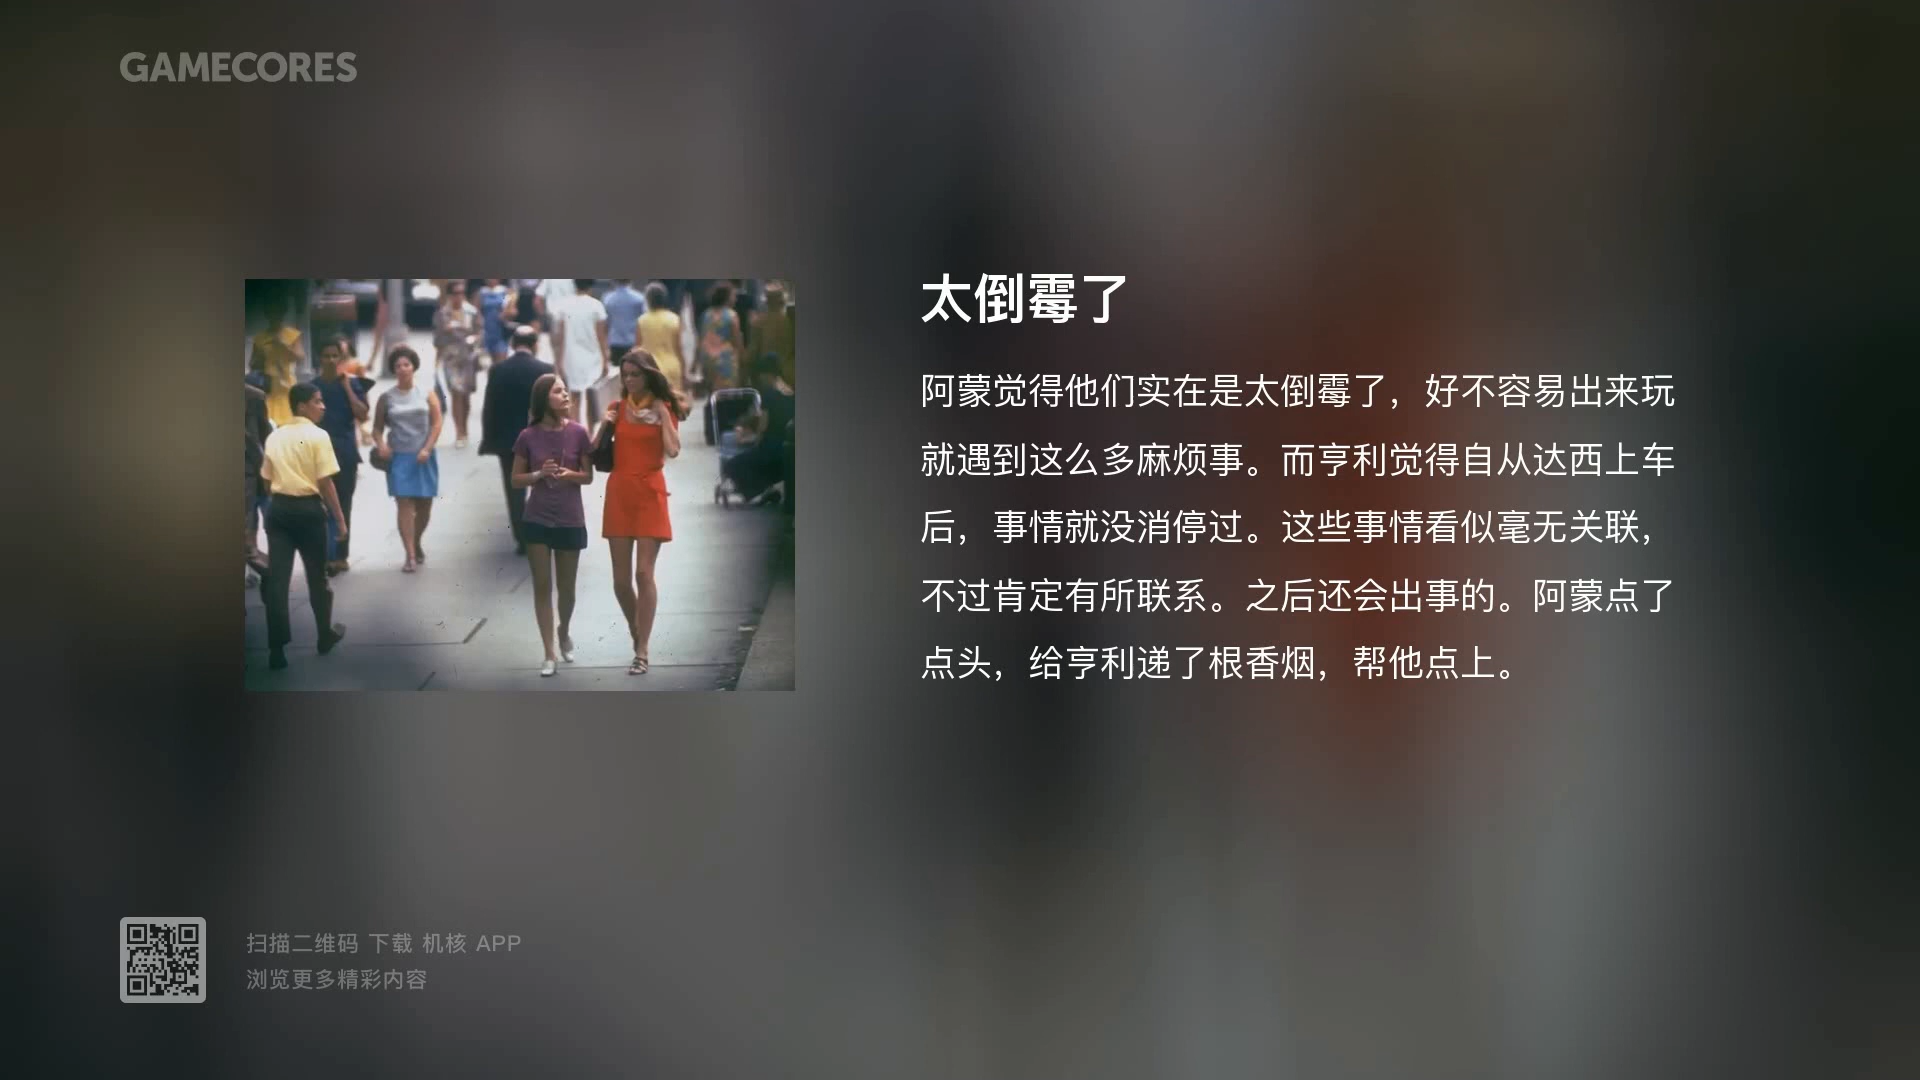 GAMECORES
太倒霉了
阿蒙觉得他们实在是太倒霉了，好不容易出来玩
就遇到这么多麻烦事。而亨利觉得自从达西上车
后，事情就没消停过。这些事情看似毫无关联，
不过肯定有所联系。之后还会出事的。阿蒙点了
点头，给亨利递了根香烟，帮他点上。
扫描二维码 下载 机核 APP
浏览更多精彩内容